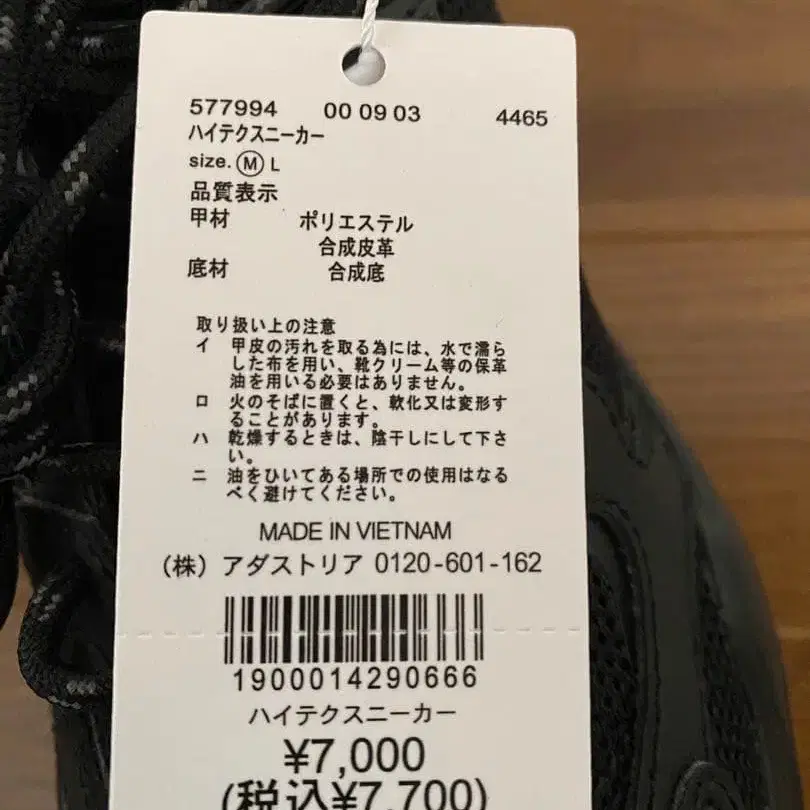 577994 00 09 03 4465
ハイテクスニーカー
size. Ⓜ L
品質表示
甲材 ポリエステル
合成皮革
底材 合成底
取り扱い上の注意
イ 甲皮の汚れを取る為には、水で濡ら
した布を用い、靴クリーム等の保革
油を用いる必要はありません。
ロ 火のそばに置くと、軟化又は変形す
ることがあります。
ハ 乾燥するときは、陰干しにして下さ
い。
ニ 油をひいてある場所での使用はなる
べく避けてください。
MADE IN VIETNAM
（株）アダストリア 0120-601-162
1900014290666
ハイテクスニーカー
¥7,000
(税込¥7,700)